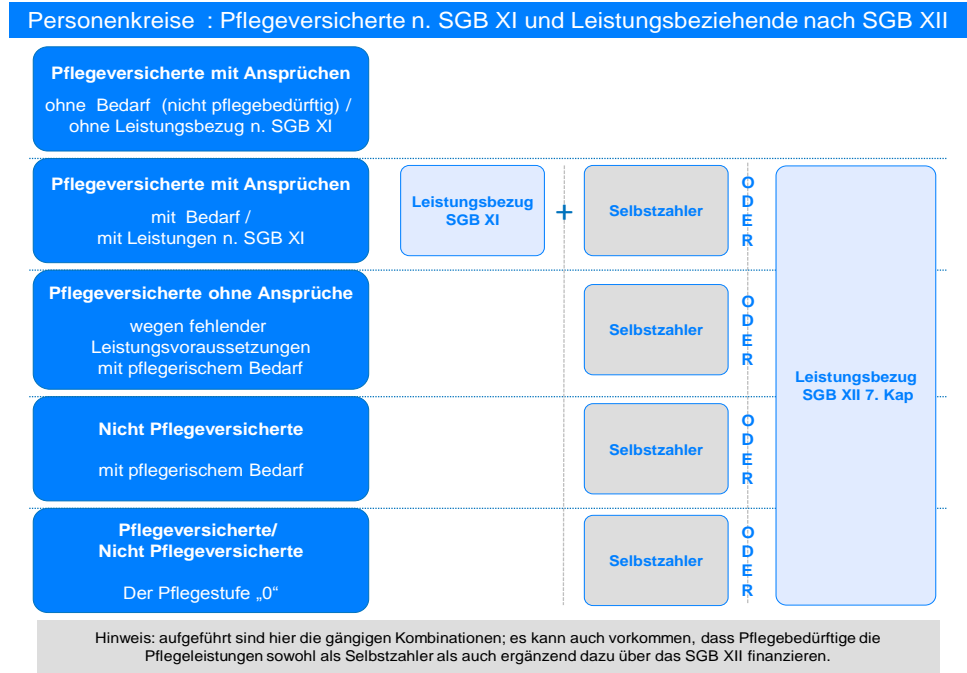 Personenkreise : Pflegeversicherte n. SGB XI und Leistungsbeziehende nach SGB XII
Pflegeversicherte mit Ansprüchen
ohne Bedarf (nicht pflegebedürftig) /
ohne Leistungsbezug n. SGB XI
Pflegeversicherte mit Ansprüchen
mit Bedarf /
mit Leistungen n. SGB XI
Leistungsbezug
SGB XI
+
Selbstzahler
O
D
E
R
Pflegeversicherte ohne Ansprüche
wegen fehlender
Leistungsvoraussetzungen
mit pflegerischem Bedarf
Selbstzahler
O
D
E
R
Leistungsbezug
SGB XII 7. Kap
Nicht Pflegeversicherte
mit pflegerischem Bedarf
Selbstzahler
O
D
E
R
Pflegeversicherte/
Nicht Pflegeversicherte
Der Pflegestufe „0“
Selbstzahler
O
D
E
R
Hinweis: aufgeführt sind hier die gängigen Kombinationen; es kann auch vorkommen, dass Pflegebedürftige die
Pflegeleistungen sowohl als Selbstzahler als auch ergänzend dazu über das SGB XII finanzieren.